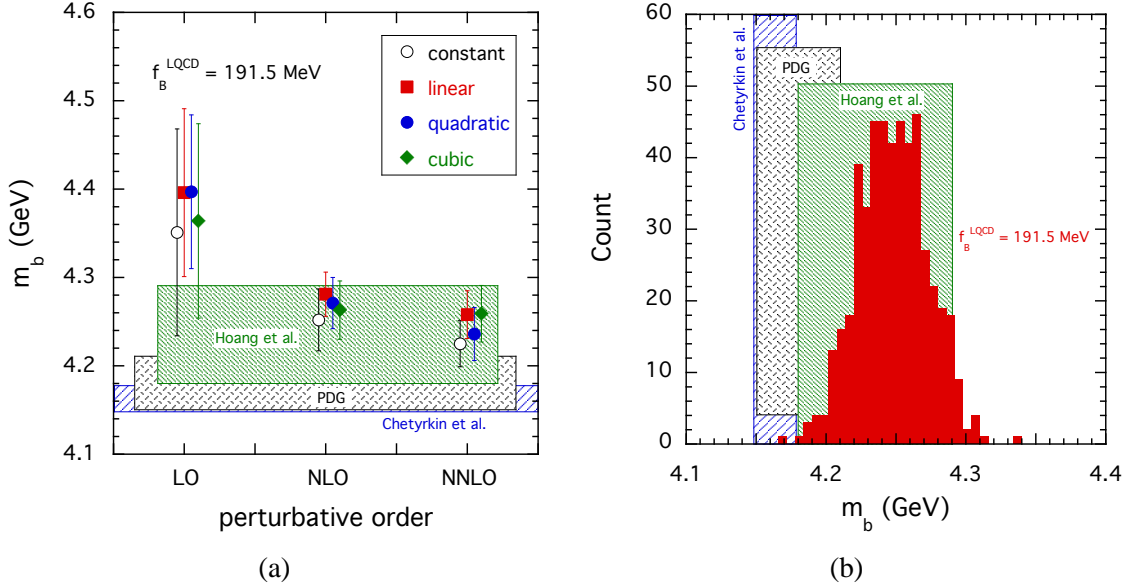 4.6
4.5
4.4
4.3
4.2
4.1
m_b (GeV)
f_B^LQCD = 191.5 MeV
constant
linear
quadratic
cubic
Hoang et al.
PDG
Chetyrkin et al.
LO NLO NNLO
perturbative order
(a)
60
50
40
30
20
10
0
Count
Chetyrkin et al.
PDG
Hoang et al.
f_B^LQCD = 191.5 MeV
4.1 4.2 4.3 4.4
m_b (GeV)
(b)